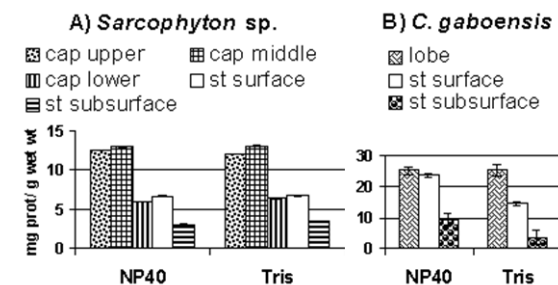 A) Sarcophyton sp.
cap upper cap middle
cap lower st surface
st subsurface
mg prot/ g wet wt
15
10
5
0
NP40 Tris
B) C. gaboensis
lobe
st surface
st subsurface
30
20
10
0
NP40 Tris